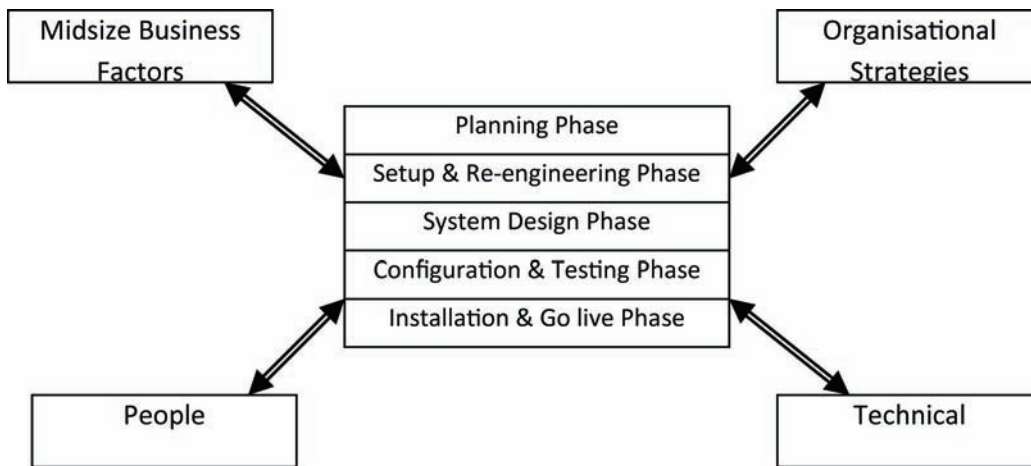 Midsize Business
Factors
Organisational
Strategies
Planning Phase
Setup & Re-engineering Phase
System Design Phase
Configuration & Testing Phase
Installation & Go live Phase
People
Technical